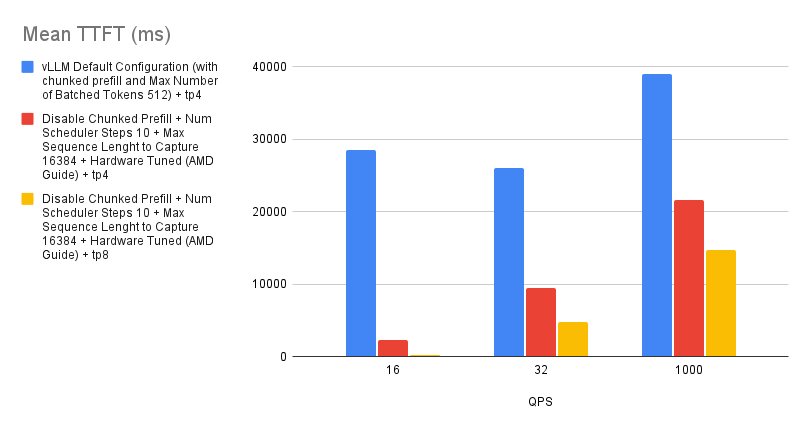 Mean TTFT (ms)
vLLM Default Configuration (with
chunked prefill and Max Number
of Batched Tokens 512) + tp4
Disable Chunked Prefill + Num
Scheduler Steps 10 + Max
Sequence Lenght to Capture
16384 + Hardware Tuned (AMD
Guide) + tp4
Disable Chunked Prefill + Num
Scheduler Steps 10 + Max
Sequence Lenght to Capture
16384 + Hardware Tuned (AMD
Guide) + tp8
40000
30000
20000
10000
0
16
32
1000
QPS